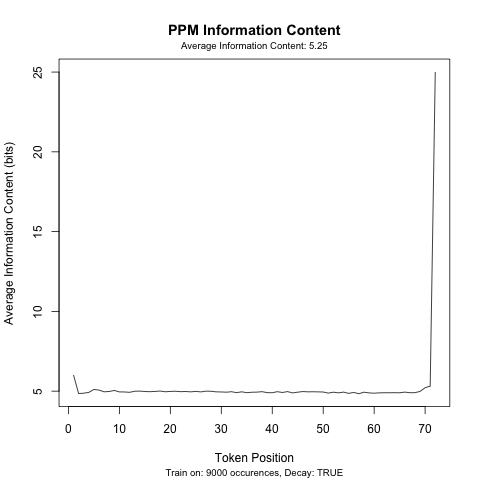 PPM Information Content
Average Information Content: 5.25
Average Information Content (bits)
25
20
15
10
5
0 10 20 30 40 50 60 70
Token Position
Train on: 9000 occurences, Decay: TRUE